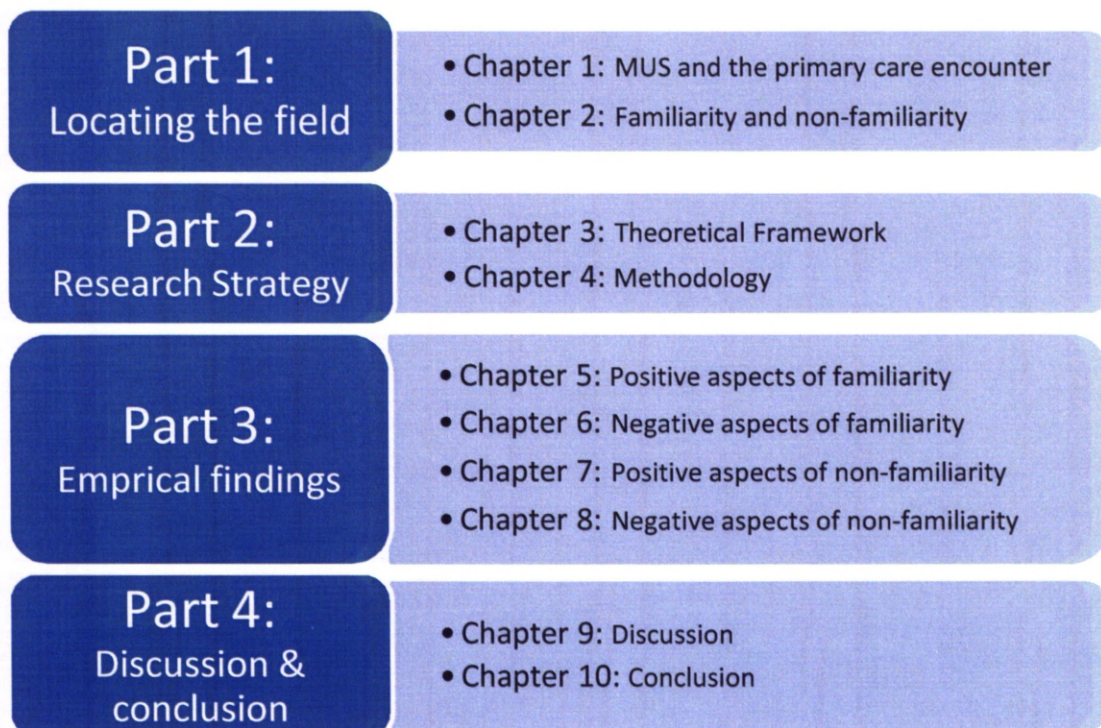 Part 1:
Locating the field
• Chapter 1: MUS and the primary care encounter
• Chapter 2: Familiarity and non-familiarity
Part 2:
Research Strategy
• Chapter 3: Theoretical Framework
• Chapter 4: Methodology
Part 3:
Emprical findings
• Chapter 5: Positive aspects of familiarity
• Chapter 6: Negative aspects of familiarity
• Chapter 7: Positive aspects of non-familiarity
• Chapter 8: Negative aspects of non-familiarity
Part 4:
Discussion &
conclusion
• Chapter 9: Discussion
• Chapter 10: Conclusion